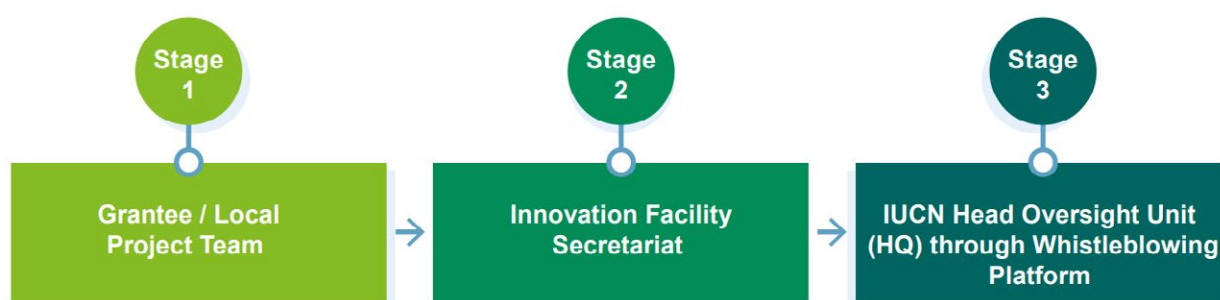 Stage
1
Stage
2
Stage
3
Grantee / Local
Project Team
Innovation Facility
Secretariat
IUCN Head Oversight Unit
(HQ) through Whistleblowing
Platform